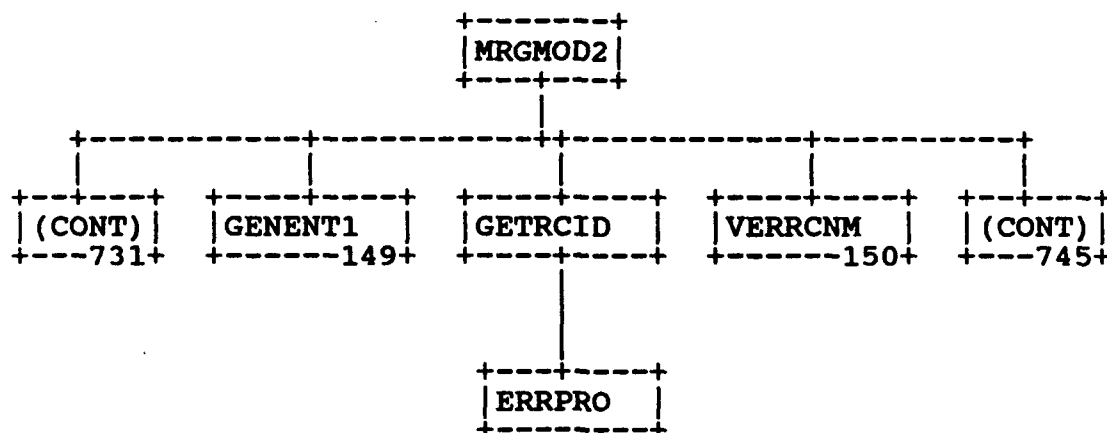 MRGMOD2
(CONT) GENENT1 GETRCID VERRCNM (CONT)
731 149 150 745
ERRPRO